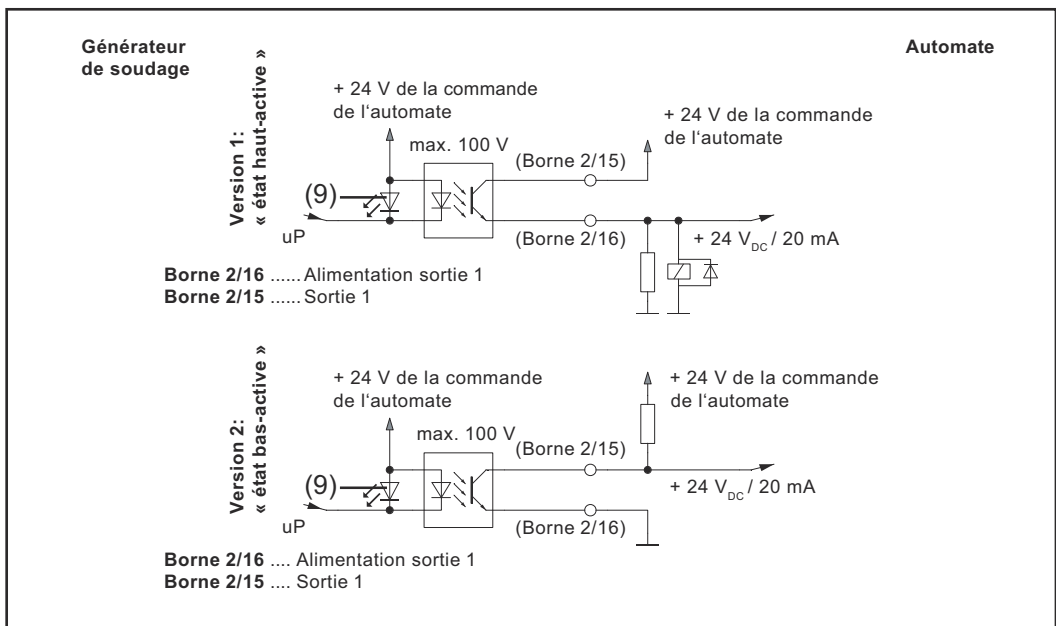 Générateur
de soudage
Automate
Version 1:
« état haut-active »
+ 24 V de la commande
de l‘automate
max. 100 V
(Borne 2/15)
+ 24 V de la commande
de l‘automate
(9)
uP
(Borne 2/16)
+ 24 VDC / 20 mA
Borne 2/16 ...... Alimentation sortie 1
Borne 2/15 ...... Sortie 1
Version 2:
« état bas-active »
+ 24 V de la commande
de l‘automate
max. 100 V
(Borne 2/15)
+ 24 V de la commande
de l‘automate
(9)
uP
(Borne 2/16)
+ 24 VDC / 20 mA
Borne 2/16 .... Alimentation sortie 1
Borne 2/15 .... Sortie 1